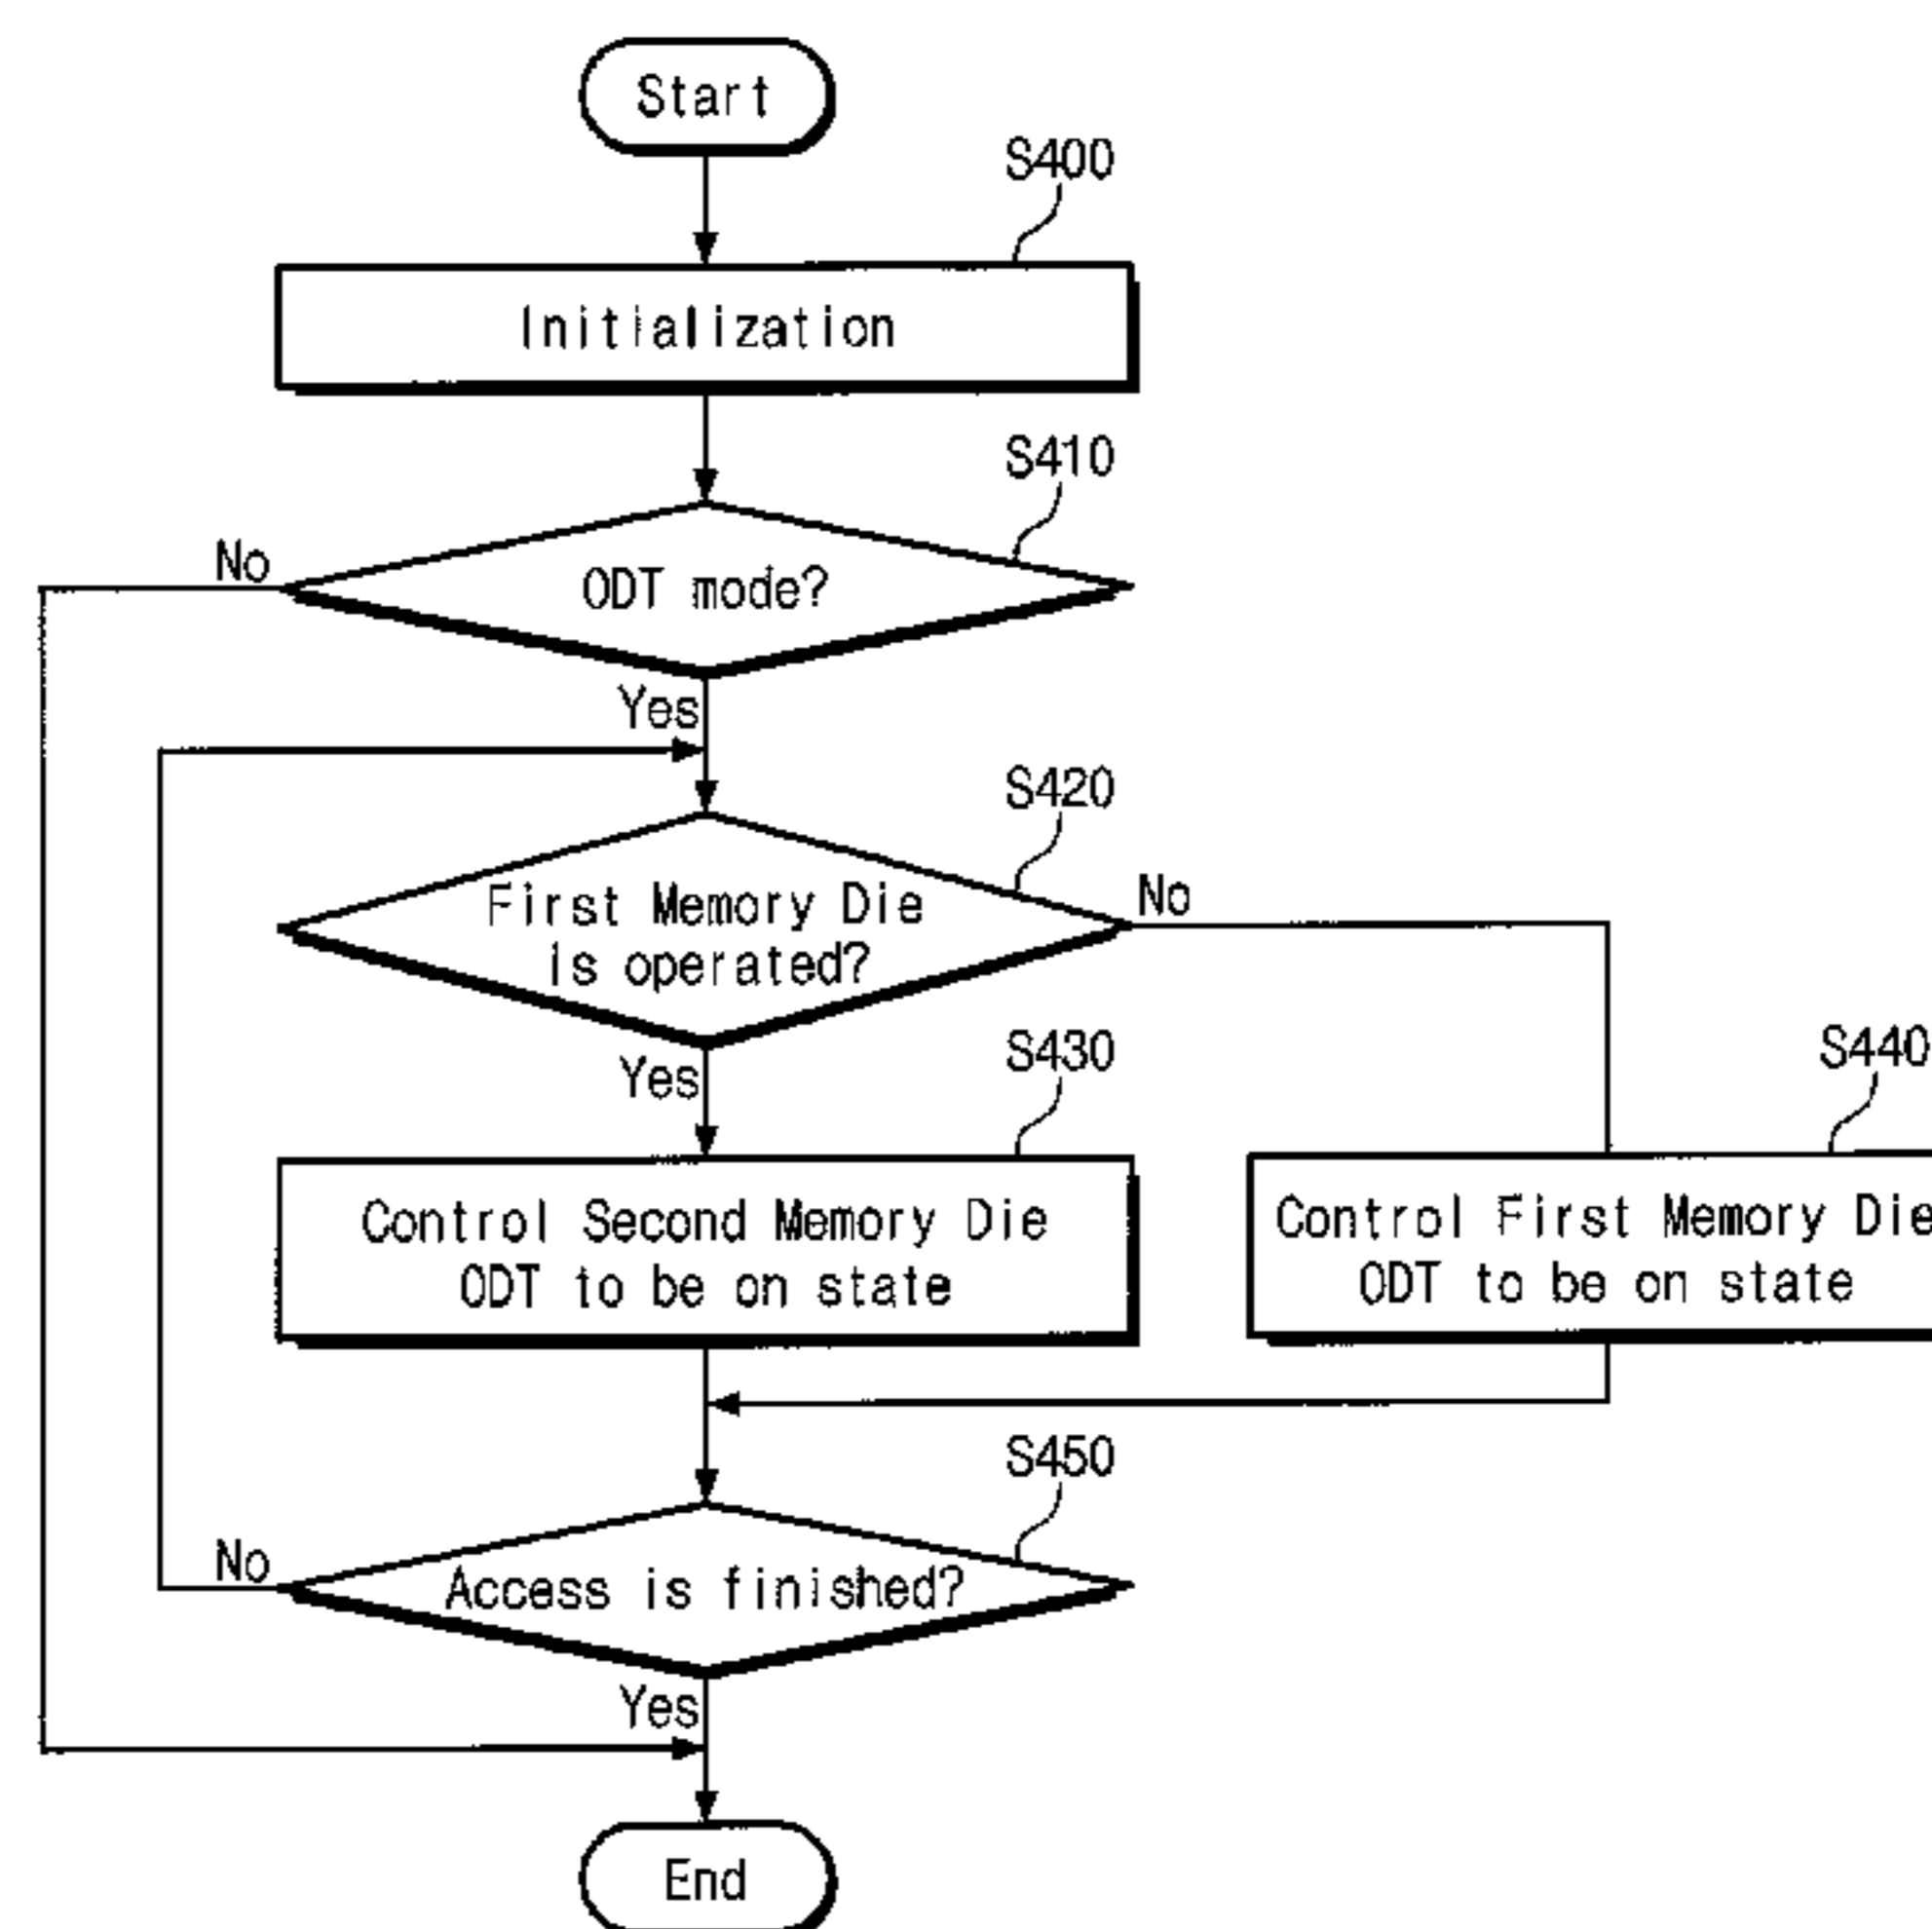 Start
S400
Initialization
S410
ODT mode?
No
Yes
S420
First Memory Die
is operated?
No
Yes
S430
Control Second Memory Die
ODT to be on state
S440
Control First Memory Die
ODT to be on state
S450
Access is finished?
No
Yes
End